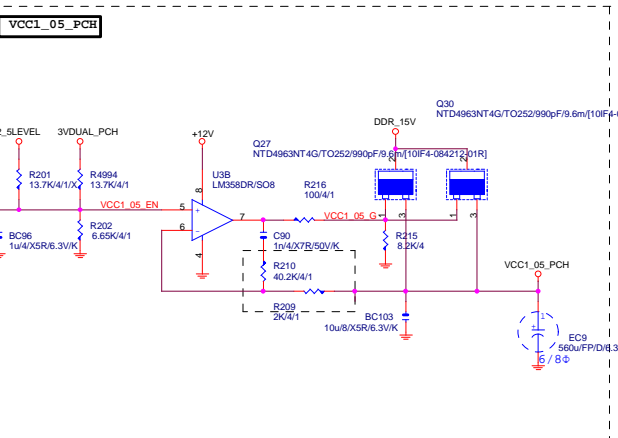 VCC1_05_PCH
Q30
NTD4963NT4G/TO252/990pF/9.6m/[10IF4-0
DDR_15V
_5LEVEL
3VDUAL_PCH
+12V
Q27
NTD4963NT4G/TO252/990pF/9.6m/[10IF4-084212-01R]
2
2
R201
13.7K/4/1/X
R4994
13.7K/4/1
U3B
LM358DR/SO8
8
R216
100/4/1
VCC1_05_EN
5
+
7
VCC1_05_G
1
3
1
3
6
-
BC96
1u/4/X5R/6.3V/K
R202
6.65K/4/1
4
C90
1n/4/X7R/50V/K
R215
8.2K/4
R210
40.2K/4/1
VCC1_05_PCH
R209
2K/4/1
BC103
10u/8/X5R/6.3V/K
1
+
EC9
560u/FP/D/6.3
6/8Φ